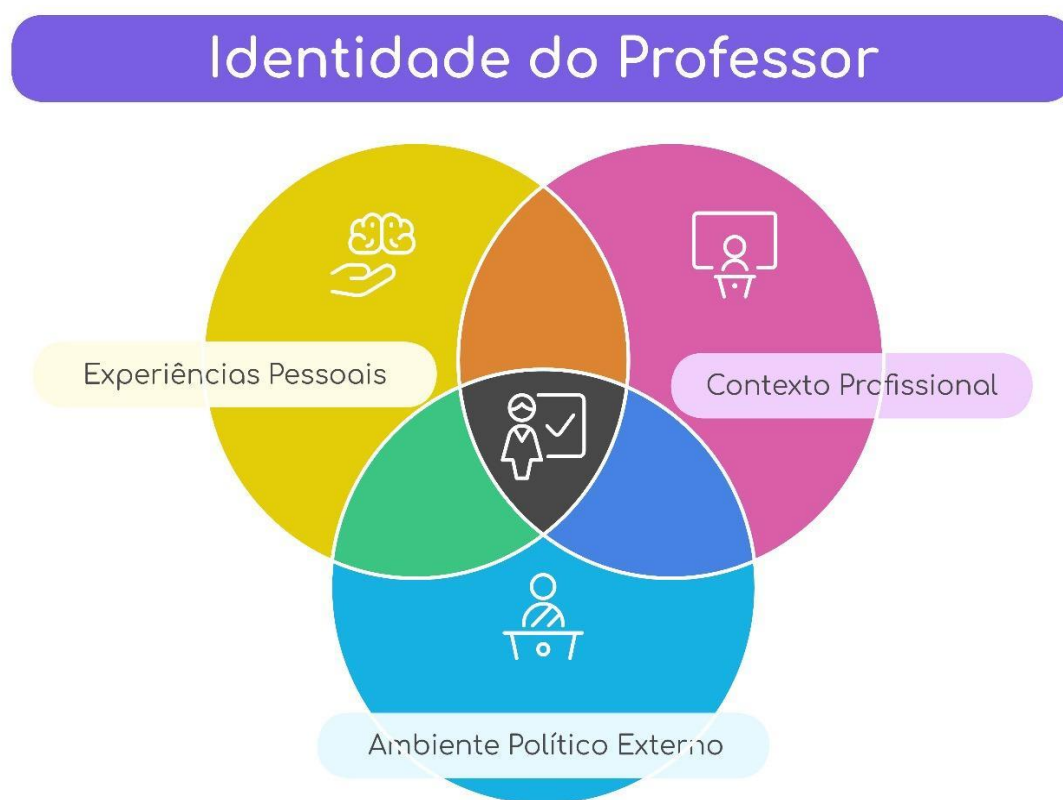 Identidade do Professor
Experiências Pessoais
Contexto Profissional
Ambiente Político Externo